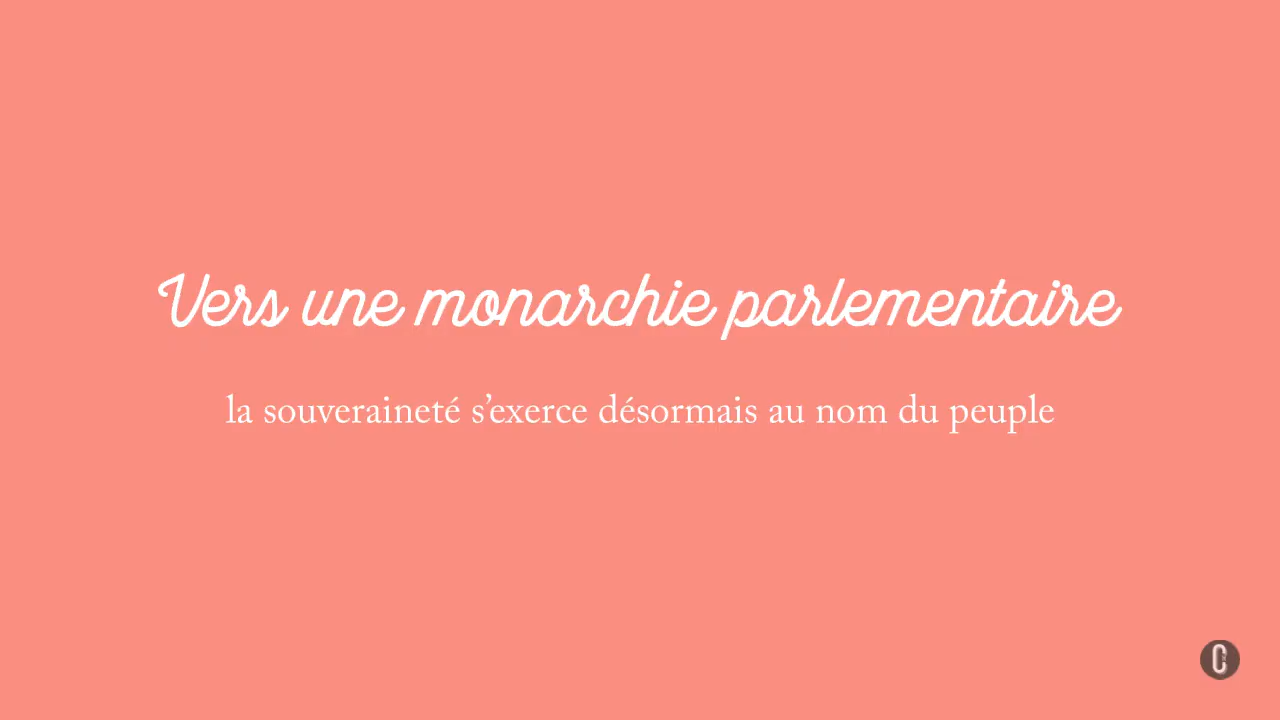 Vers une monarchie parlementaire
la souveraineté s’exerce désormais au nom du peuple
C